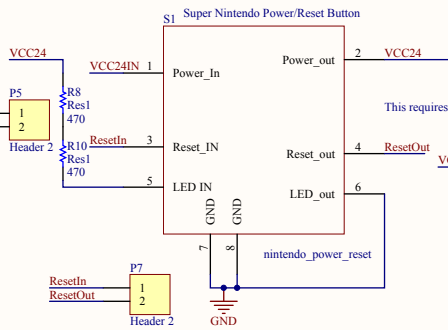 S1
Super Nintendo Power/Reset Button
VCC24
VCC24IN
1
Power_In
Power_out
2
VCC24
P5
1
2
Header 2
R8
Res1
470
This requires
ResetIn
3
Reset_IN
Reset_out
4
ResetOut
R10
Res1
470
5
LED IN
LED_out
6
GND
GND
7
8
nintendo_power_reset
P7
ResetIn
1
ResetOut
2
Header 2
GND